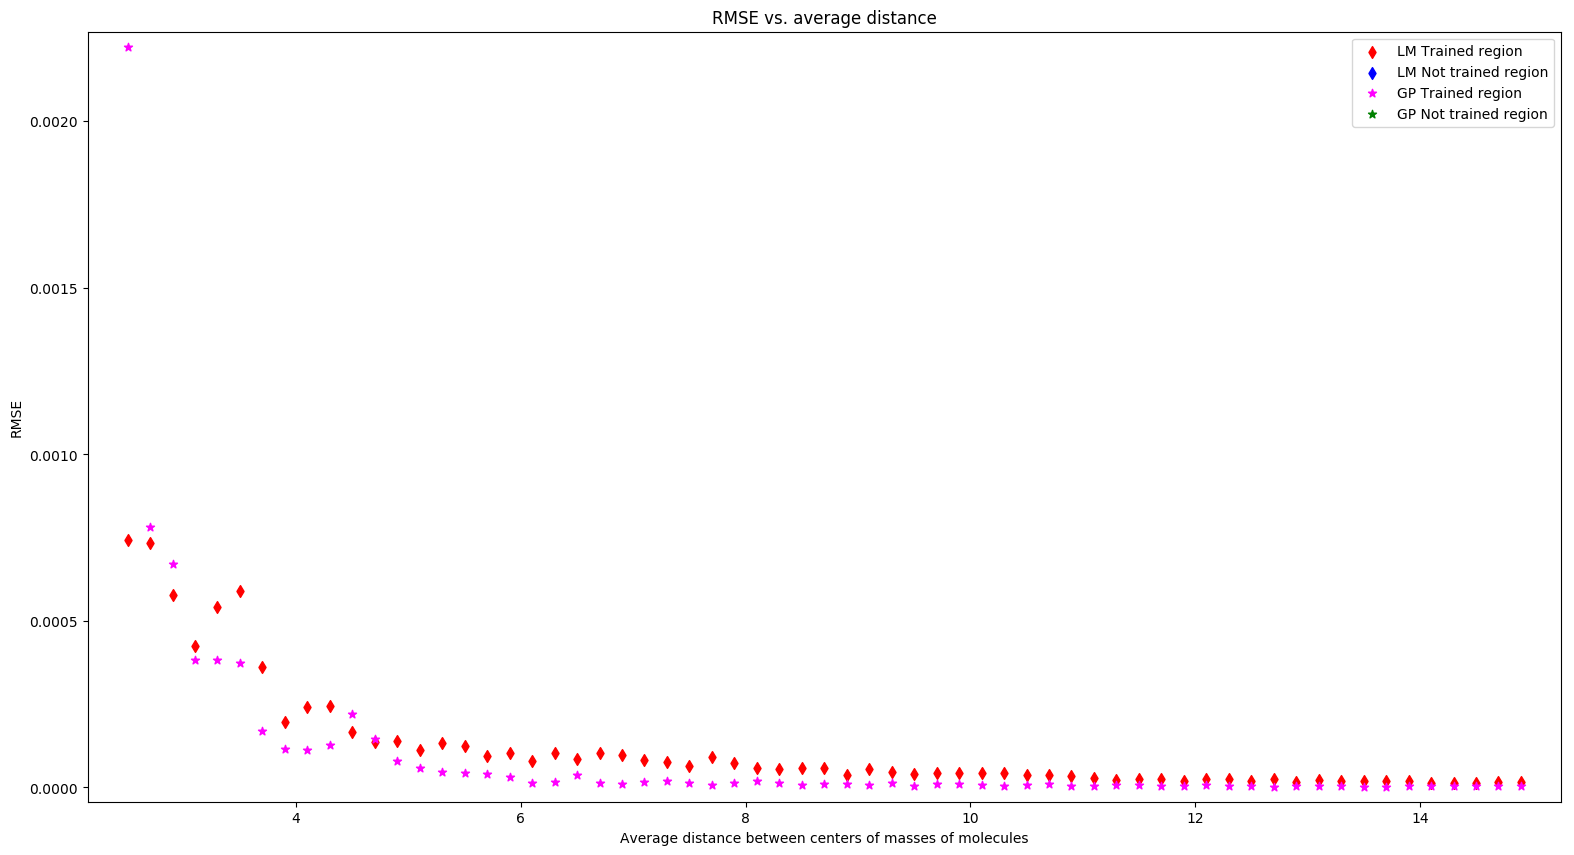 RMSE vs. average distance
LM Trained region
LM Not trained region
GP Trained region
GP Not trained region
RMSE
0.0020
0.0015
0.0010
0.0005
0.0000
4 6 8 10 12 14
Average distance between centers of masses of molecules